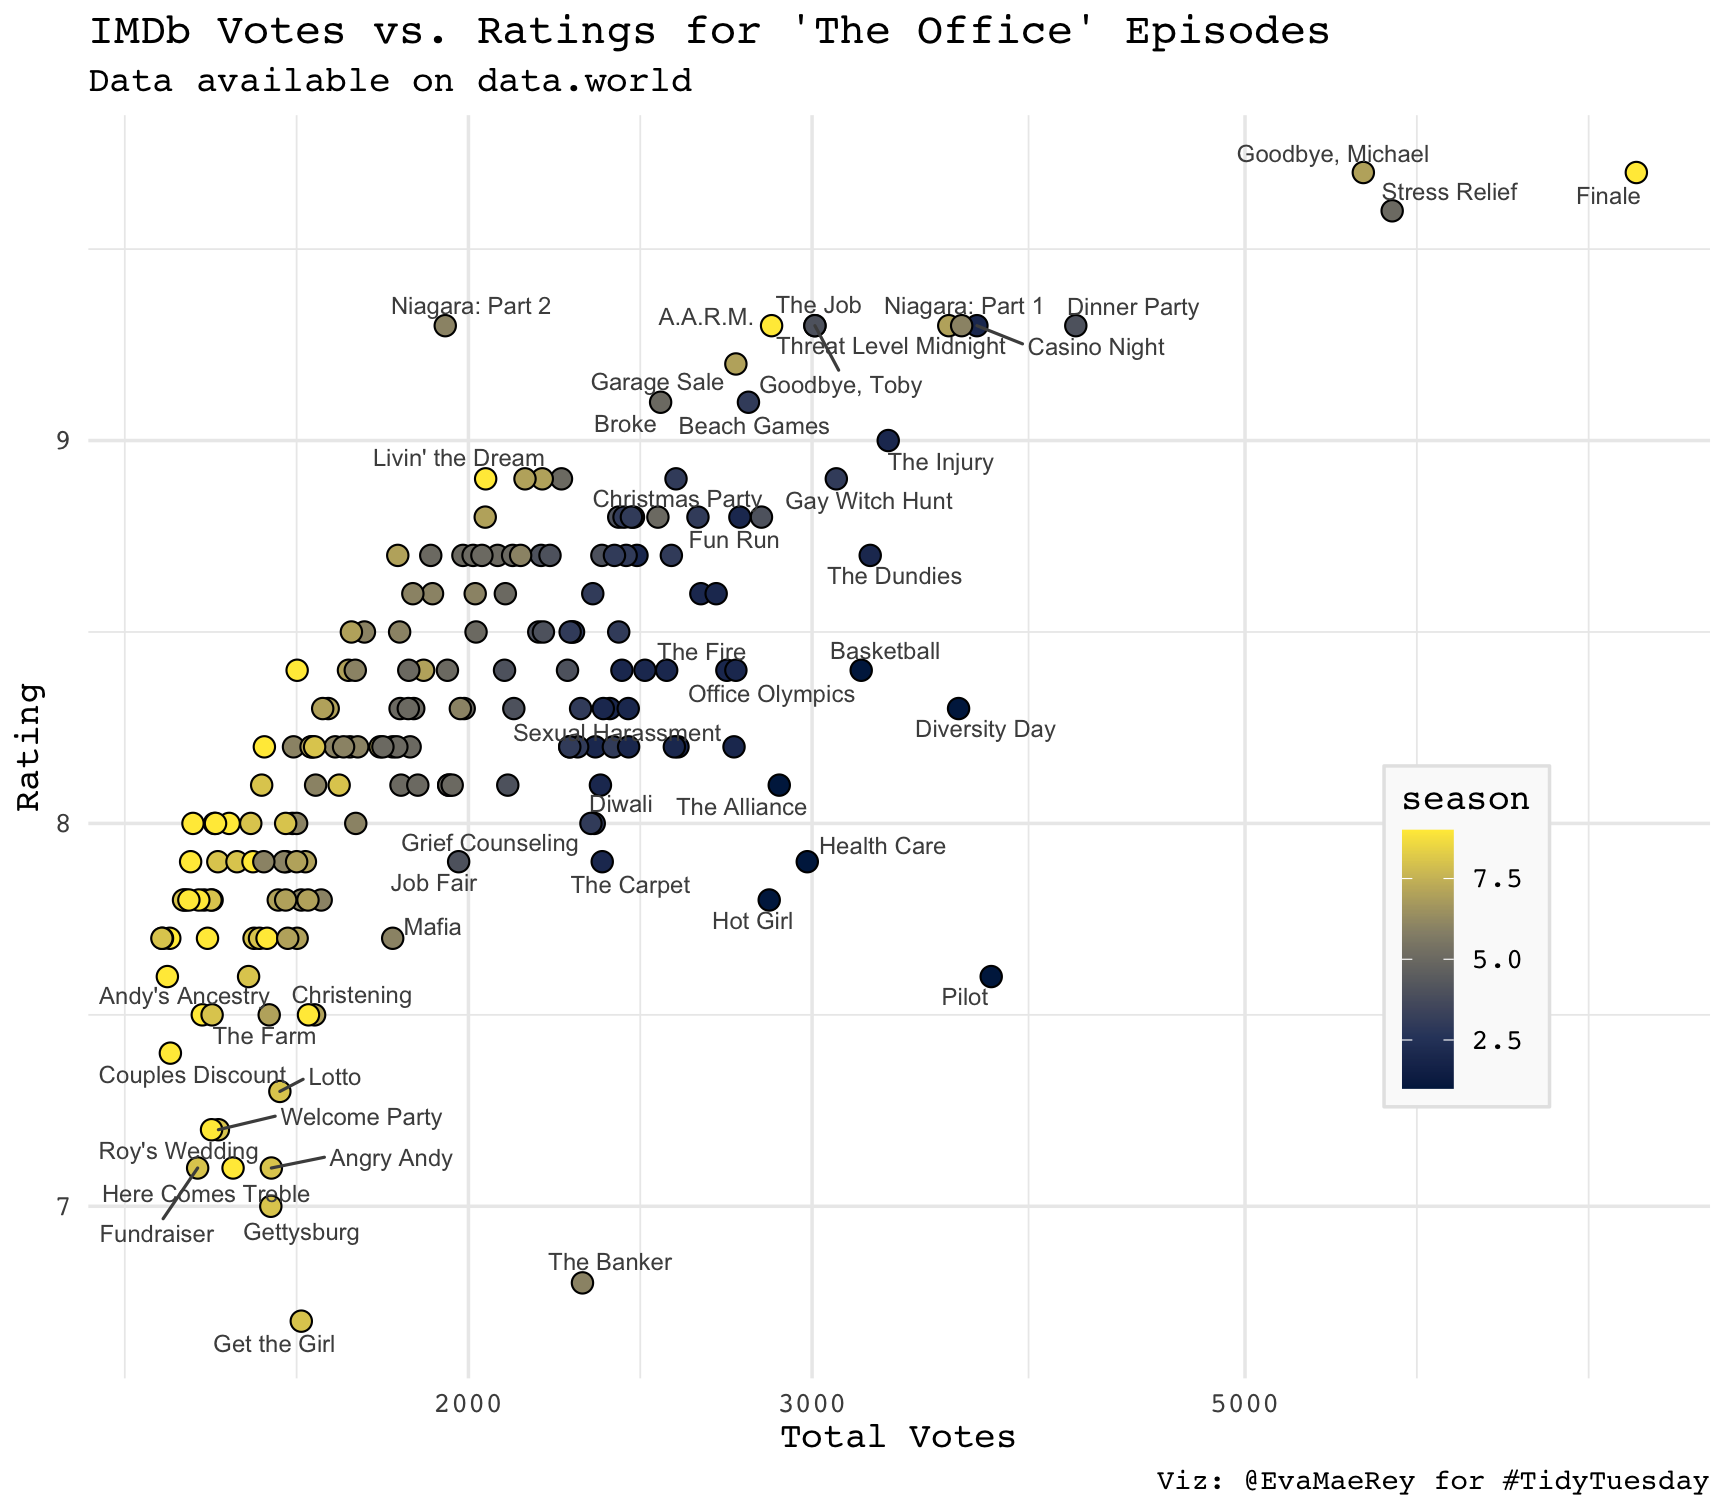 IMDb Votes vs. Ratings for 'The Office' Episodes
Data available on data.world
Goodbye, Michael
Stress Relief
Finale
Niagara: Part 2
A.A.R.M.
The Job
Niagara: Part 1
Dinner Party
Threat Level Midnight
Casino Night
Garage Sale
Goodbye, Toby
Broke
Beach Games
9
Livin' the Dream
The Injury
Christmas Party
Gay Witch Hunt
Fun Run
The Dundies
The Fire
Basketball
Office Olympics
Rating
Sexual Harassment
Diversity Day
Diwali
The Alliance
8
Grief Counseling
Health Care
Job Fair
The Carpet
Hot Girl
Mafia
Pilot
Andy's Ancestry
Christening
The Farm
Couples Discount
Lotto
Welcome Party
Roy's Wedding
Angry Andy
Here Comes Treble
7
Fundraiser
Gettysburg
The Banker
Get the Girl
season
7.5
5.0
2.5
2000
3000
5000
Total Votes
Viz: @EvaMaeRey for #TidyTuesday